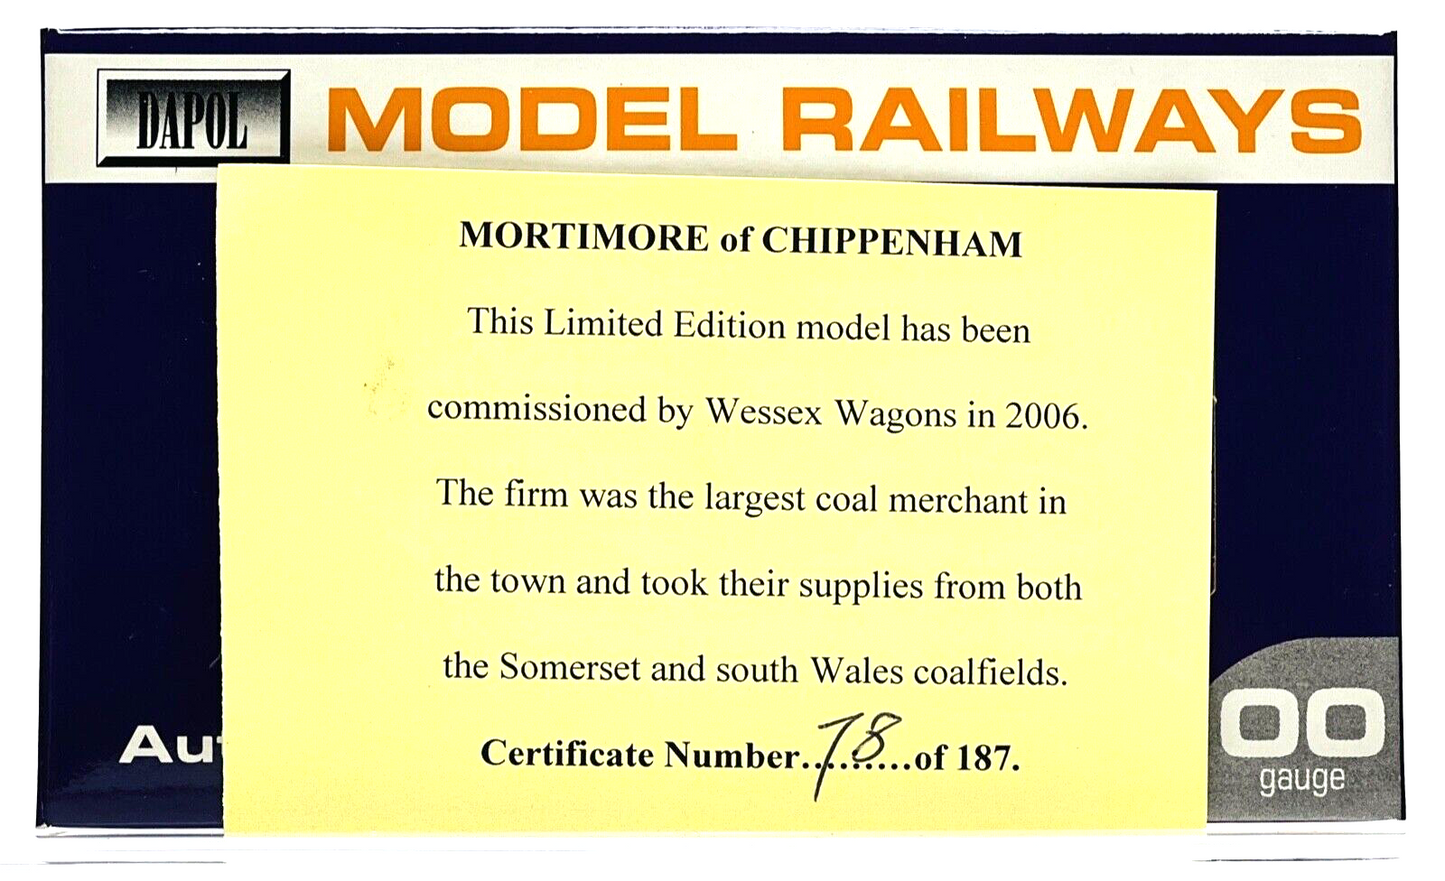 DAPOL MODEL RAILWAYS
MORTIMORE of CHIPPENHAM
This Limited Edition model has been
commissioned by Wessex Wagons in 2006.
The firm was the largest coal merchant in
the town and took their supplies from both
the Somerset and south Wales coalfields.
Certificate Number..78.......of 187.
OO
gauge